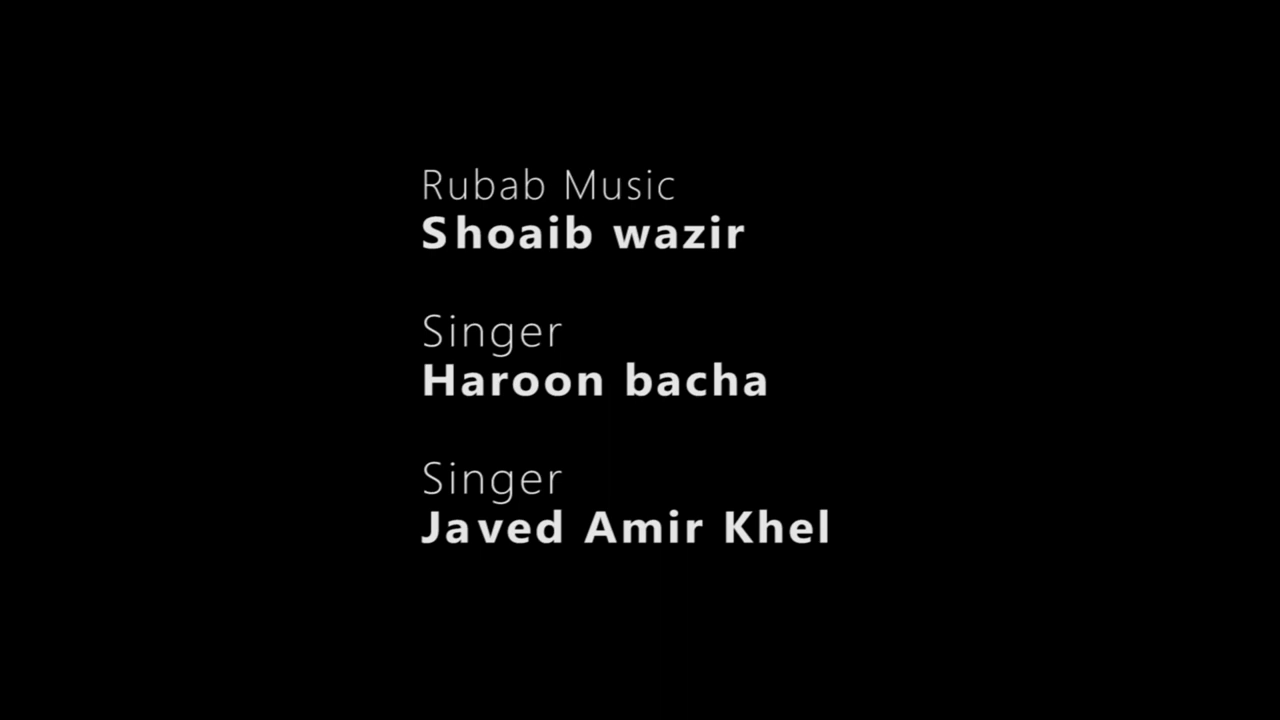 Rubab Music
Shoaib wazir
Singer
Haroon bacha
Singer
Javed Amir Khel